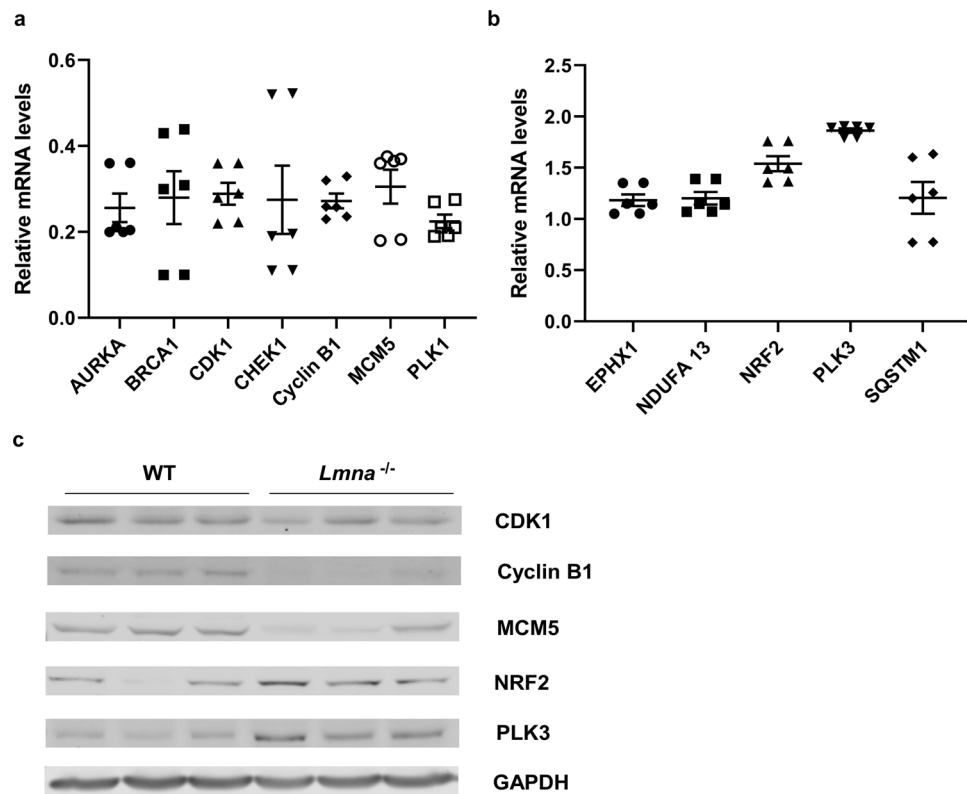 a
Relative mRNA levels
0.6
0.4
0.2
0.0
AURKA
BRCA1
CDK1
CHEK1
Cyclin B1
MCM5
PLK1
b
Relative mRNA levels
2.5
2.0
1.5
1.0
0.5
0.0
EPHX1
NDUFA 13
NRF2
PLK3
SQSTM1
c
WT
Lmna -/-
CDK1
Cyclin B1
MCM5
NRF2
PLK3
GAPDH